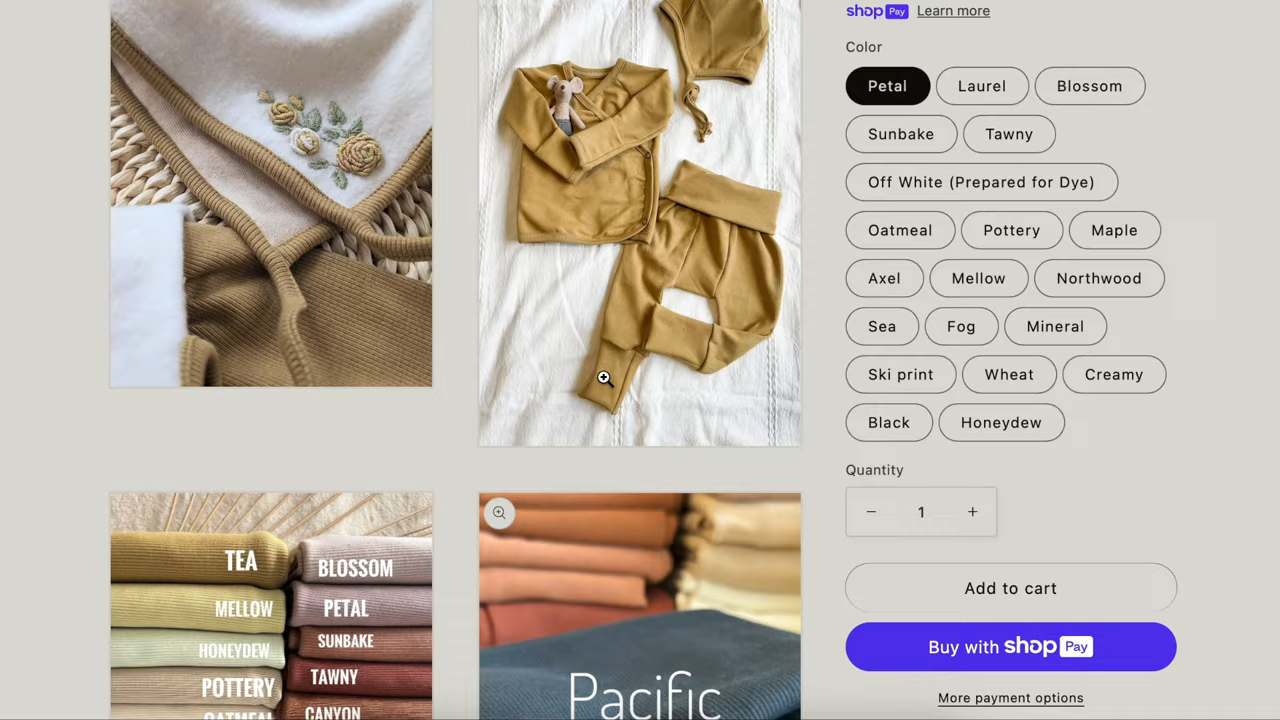 shop Pay Learn more
Color
Petal
Laurel
Blossom
Sunbake
Tawny
Off White (Prepared for Dye)
Oatmeal
Pottery
Maple
Axel
Mellow
Northwood
Sea
Fog
Mineral
Ski print
Wheat
Creamy
Black
Honeydew
Quantity
1
Add to cart
Buy with shop Pay
More payment options
TEA
MELLOW
HONEYDEW
POTTERY
OATMEAL
BLOSSOM
PETAL
SUNBAKE
TAWNY
CANYON
Pacific